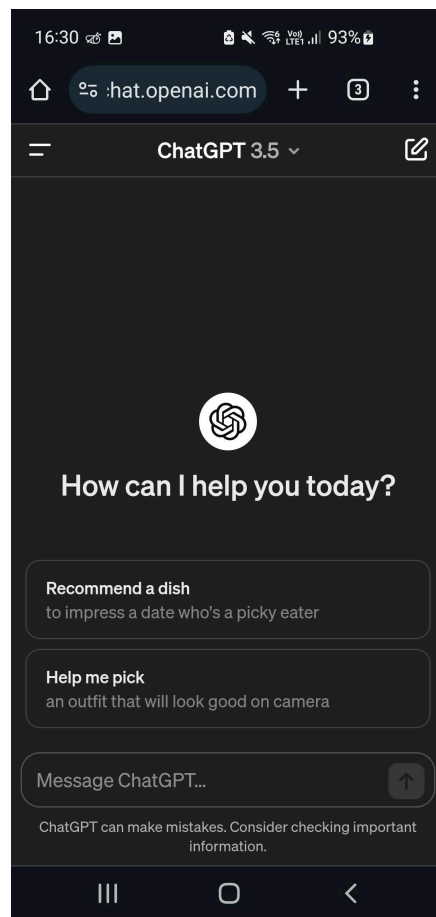 16:30 Vo) LTE1 93%
:hat.openai.com 3
ChatGPT 3.5
How can I help you today?
Recommend a dish
to impress a date who's a picky eater
Help me pick
an outfit that will look good on camera
Message ChatGPT...
ChatGPT can make mistakes. Consider checking important
information.